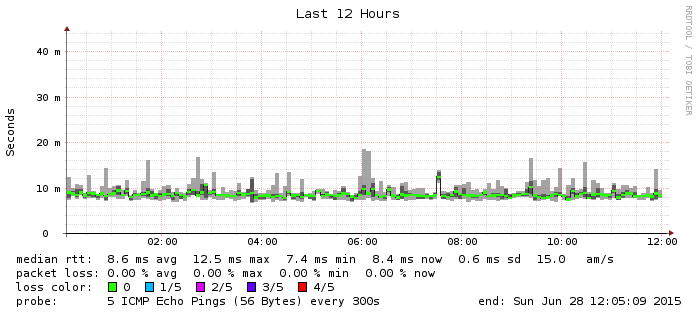 Last 12 Hours
RRDTOOL / TOBI OETIKER
Seconds
40 m
30 m
20 m
10 m
0
02:00 04:00 06:00 08:00 10:00 12:00
median rtt: 8.6 ms avg 12.5 ms max 7.4 ms min 8.4 ms now 0.6 ms sd 15.0 am/s
packet loss: 0.00 % avg 0.00 % max 0.00 % min 0.00 % now
loss color: 0 1/5 2/5 3/5 4/5
probe: 5 ICMP Echo Pings (56 Bytes) every 300s end: Sun Jun 28 12:05:09 2015